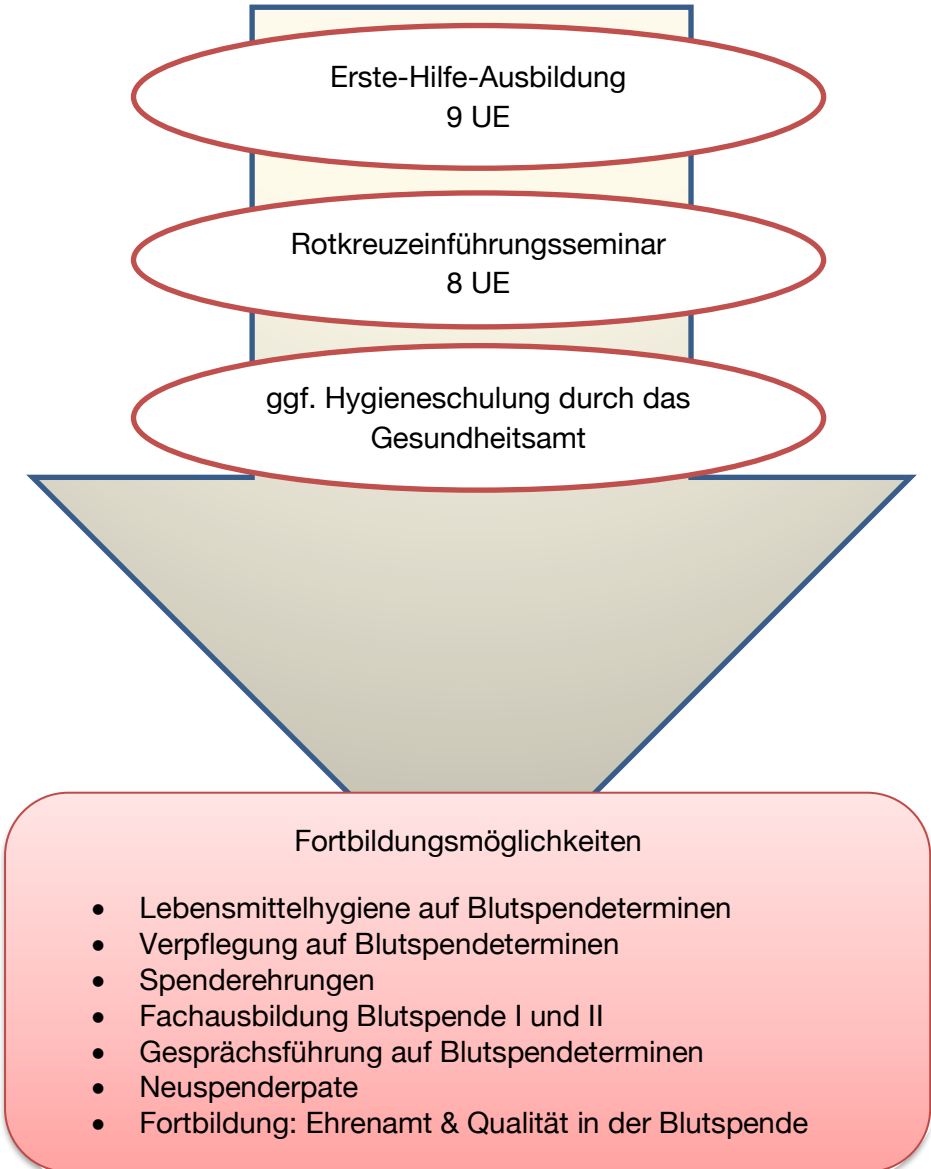 Erste-Hilfe-Ausbildung
9 UE
Rotkreuzeinführungsseminar
8 UE
ggf. Hygieneschulung durch das
Gesundheitsamt
Fortbildungsmöglichkeiten
• Lebensmittelhygiene auf Blutspendeterminen
• Verpflegung auf Blutspendeterminen
• Spenderehrungen
• Fachausbildung Blutspende I und II
• Gesprächsführung auf Blutspendeterminen
• Neuspenderpate
• Fortbildung: Ehrenamt & Qualität in der Blutspende